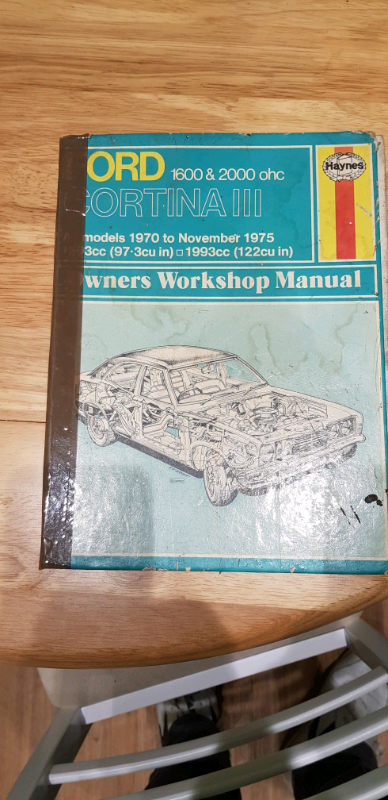 ORD 1600 & 2000 ohc
CORTINA III
models 1970 to November 1975
3cc (97·3cu in) □ 1993cc (122cu in)
wners Workshop Manual
Haynes